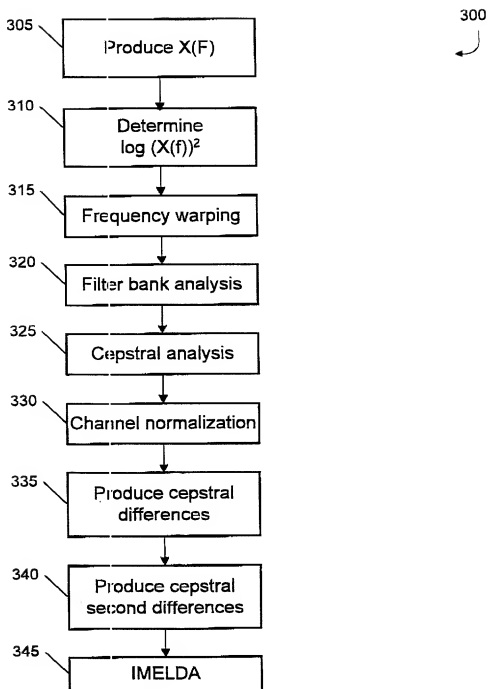 300
305
Produce X(F)
310
Determine
log (X(f))²
315
Frequency warping
320
Filter bank analysis
325
Cepstral analysis
330
Channel normalization
335
Produce cepstral
differences
340
Produce cepstral
second differences
345
IMELDA